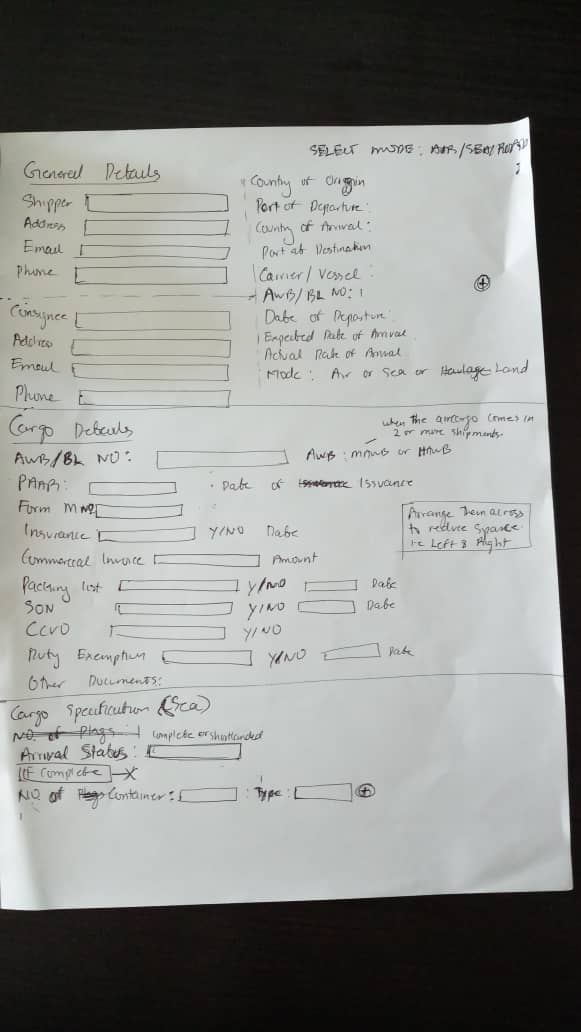 SELECT MODE: AIR/SEA/ROAD
General Details
Shipper
Address
Email
Phone
Country of Origin
Port of Departure:
Country of Arrival:
Port of Destination
Carrier/Vessel:
AWB/BL NO:
Date of Departure:
Expected Date of Arrival
Actual Date of Arrival
Mode: Air or Sea or Haulage Land
Consignee
Address
Email
Phone
Cargo Details
when the aircargo comes in
2 or more shipments.
AWB/BL NO:
AWB: MAWB or HAWB
PAAR:
Date of Issuance
Form M NO
Insurance Y/NO Date
Arrange them across
to reduce space
i.e Left & Right
Commercial Invoice Amount
Packing list Y/NO Date
SON Y/NO Date
CCVO Y/NO
Duty Exemption Y/NO Date
Other Documents:
Cargo Specification (Sea)
NO. of Pkgs: complete or shortlanded
Arrival Status:
If Complete X
NO. of Pkgs Container: Type: